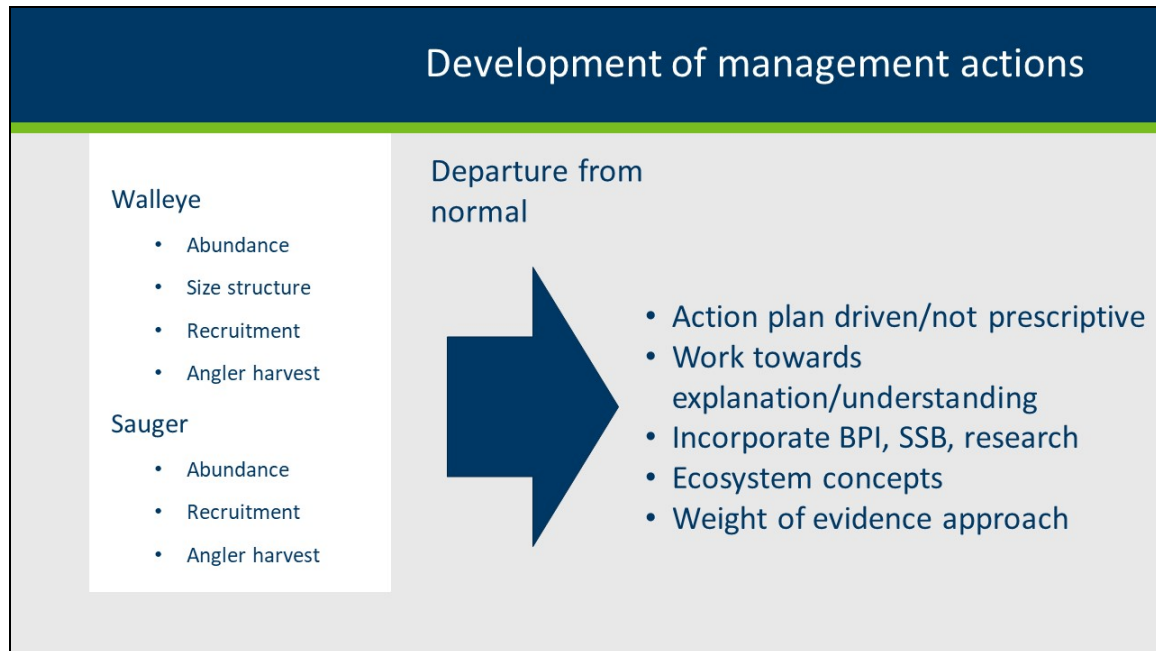 Development of management actions
Walleye
• Abundance
• Size structure
• Recruitment
• Angler harvest
Sauger
• Abundance
• Recruitment
• Angler harvest
Departure from
normal
• Action plan driven/not prescriptive
• Work towards
explanation/understanding
• Incorporate BPI, SSB, research
• Ecosystem concepts
• Weight of evidence approach